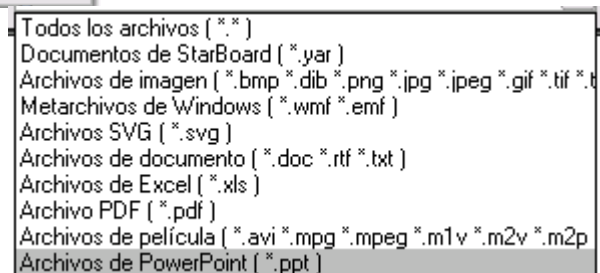 Todos los archivos ( *.* )
Documentos de StarBoard ( *.yar )
Archivos de imagen ( *.bmp *.dib *.png *.jpg *.jpeg *.gif *.tif
Metarchivos de Windows ( *.wmf *.emf )
Archivos SVG ( *.svg )
Archivos de documento ( *.doc *.rtf *.txt )
Archivos de Excel ( *.xls )
Archivo PDF ( *.pdf )
Archivos de película ( *.avi *.mpg *.mpeg *.m1v *.m2v *.m2p
Archivos de PowerPoint ( *.ppt )